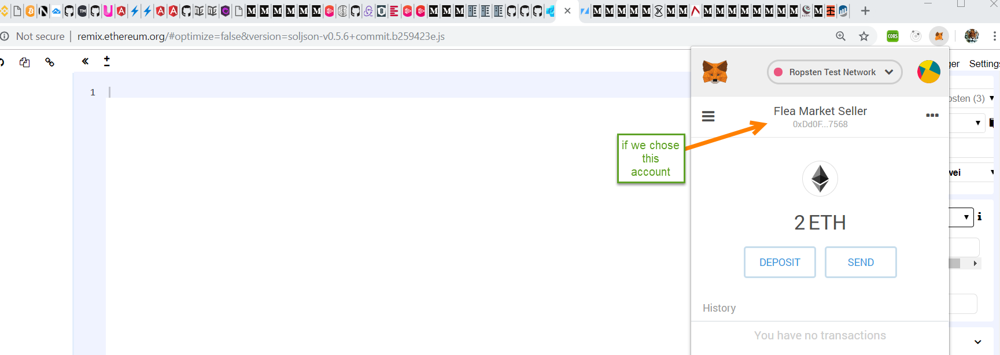 Not secure
remix.ethereum.org/#optimize=false&version=soljson-v0.5.6+commit.b259423e.js
CORS
Ropsten Test Network
ger Settings
1
osten (3)
Flea Market Seller
0xDd0F...7568
if we chose
this
account
wei
2 ETH
DEPOSIT
SEND
History
You have no transactions